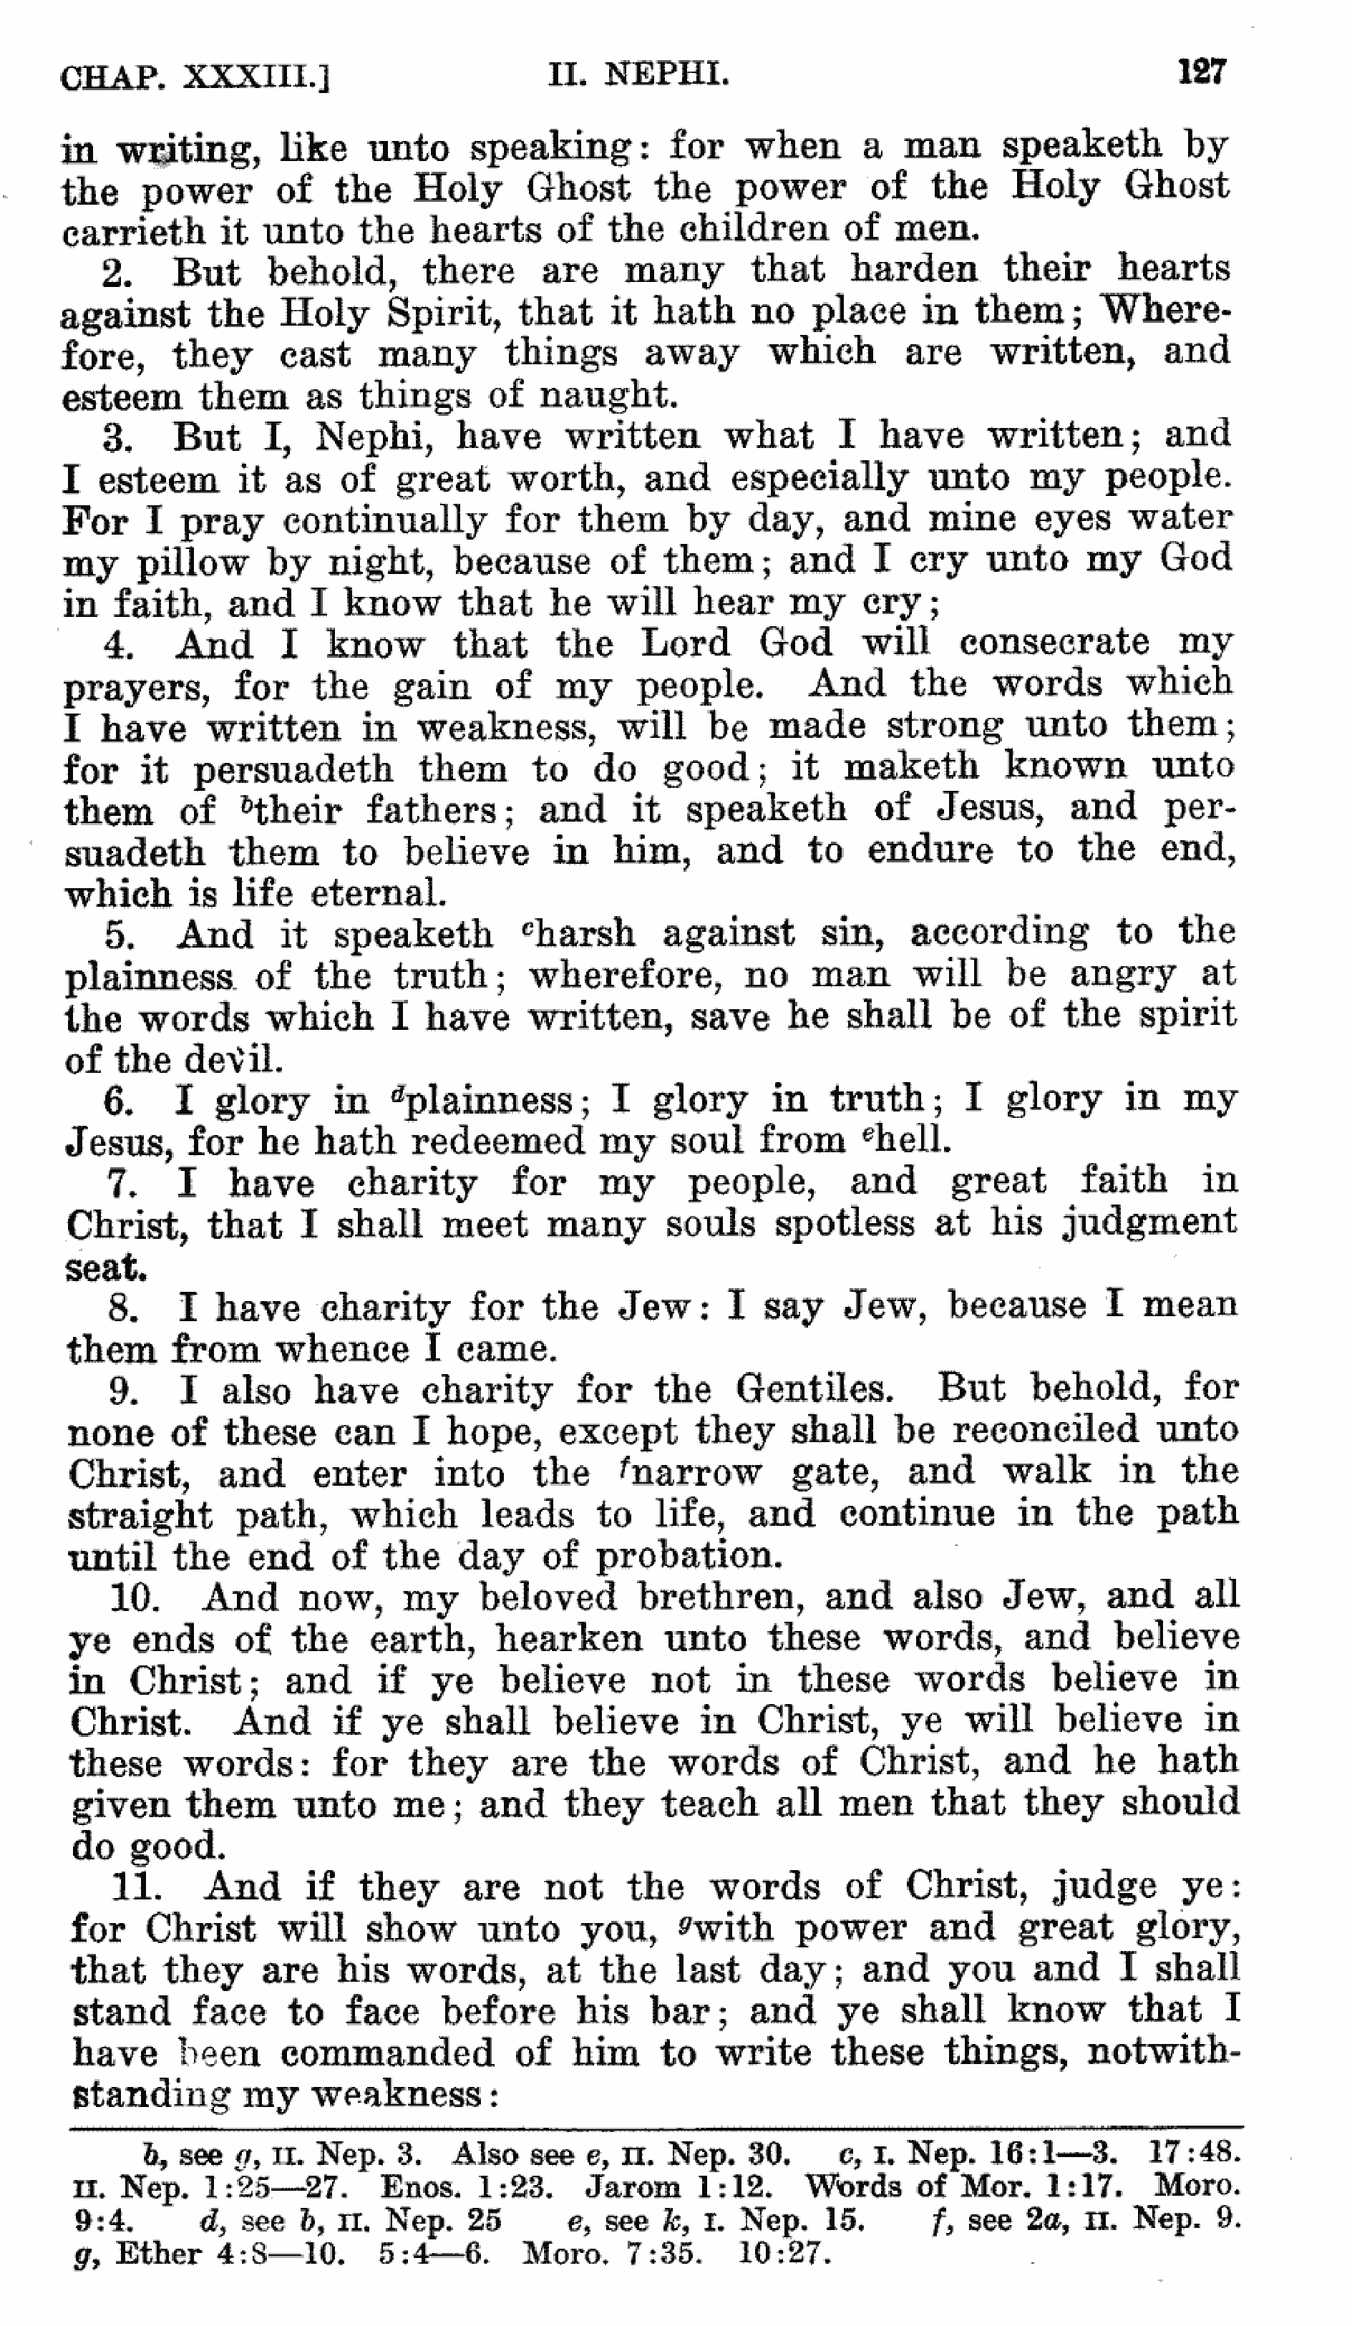 CHAP. XXXIII.] II. NEPHI. 127
in writing, like unto speaking: for when a man speaketh by
the power of the Holy Ghost the power of the Holy Ghost
carrieth it unto the hearts of the children of men.
2. But behold, there are many that harden their hearts
against the Holy Spirit, that it hath no place in them; Where-
fore, they cast many things away which are written, and
esteem them as things of naught.
3. But I, Nephi, have written what I have written; and
I esteem it as of great worth, and especially unto my people.
For I pray continually for them by day, and mine eyes water
my pillow by night, because of them; and I cry unto my God
in faith, and I know that he will hear my cry;
4. And I know that the Lord God will consecrate my
prayers, for the gain of my people. And the words which
I have written in weakness, will be made strong unto them;
for it persuadeth them to do good; it maketh known unto
them of btheir fathers; and it speaketh of Jesus, and per-
suadeth them to believe in him, and to endure to the end,
which is life eternal.
5. And it speaketh charsh against sin, according to the
plainness of the truth; wherefore, no man will be angry at
the words which I have written, save he shall be of the spirit
of the devil.
6. I glory in dplainness; I glory in truth; I glory in my
Jesus, for he hath redeemed my soul from ehell.
7. I have charity for my people, and great faith in
Christ, that I shall meet many souls spotless at his judgment
seat.
8. I have charity for the Jew: I say Jew, because I mean
them from whence I came.
9. I also have charity for the Gentiles. But behold, for
none of these can I hope, except they shall be reconciled unto
Christ, and enter into the fnarrow gate, and walk in the
straight path, which leads to life, and continue in the path
until the end of the day of probation.
10. And now, my beloved brethren, and also Jew, and all
ye ends of the earth, hearken unto these words, and believe
in Christ; and if ye believe not in these words believe in
Christ. And if ye shall believe in Christ, ye will believe in
these words: for they are the words of Christ, and he hath
given them unto me; and they teach all men that they should
do good.
11. And if they are not the words of Christ, judge ye:
for Christ will show unto you, gwith power and great glory,
that they are his words, at the last day; and you and I shall
stand face to face before his bar; and ye shall know that I
have been commanded of him to write these things, notwith-
standing my weakness:
b, see g, II. Nep. 3. Also see e, II. Nep. 30. c, I. Nep. 16:1—3. 17:48.
II. Nep. 1:25—27. Enos. 1:23. Jarom 1:12. Words of Mor. 1:17. Moro.
9:4. d, see b, II. Nep. 25 e, see k, I. Nep. 15. f, see 2a, II. Nep. 9.
g, Ether 4:8—10. 5:4—6. Moro. 7:35. 10:27.